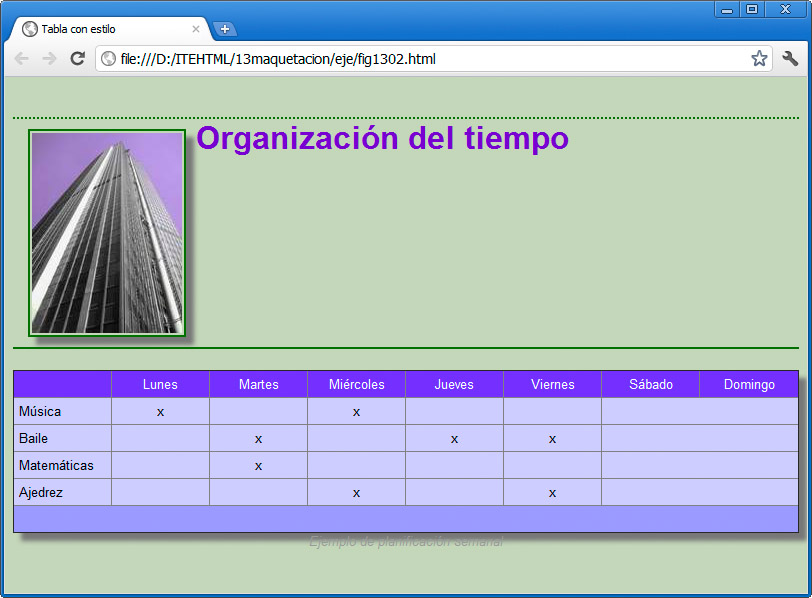 Tabla con estilo
file:///D:/ITEHTML/13maquetacion/eje/fig1302.html
Organización del tiempo
Lunes Martes Miércoles Jueves Viernes Sábado Domingo
Música x x
Baile x x x
Matemáticas x
Ajedrez x x
Ejemplo de planificación semanal